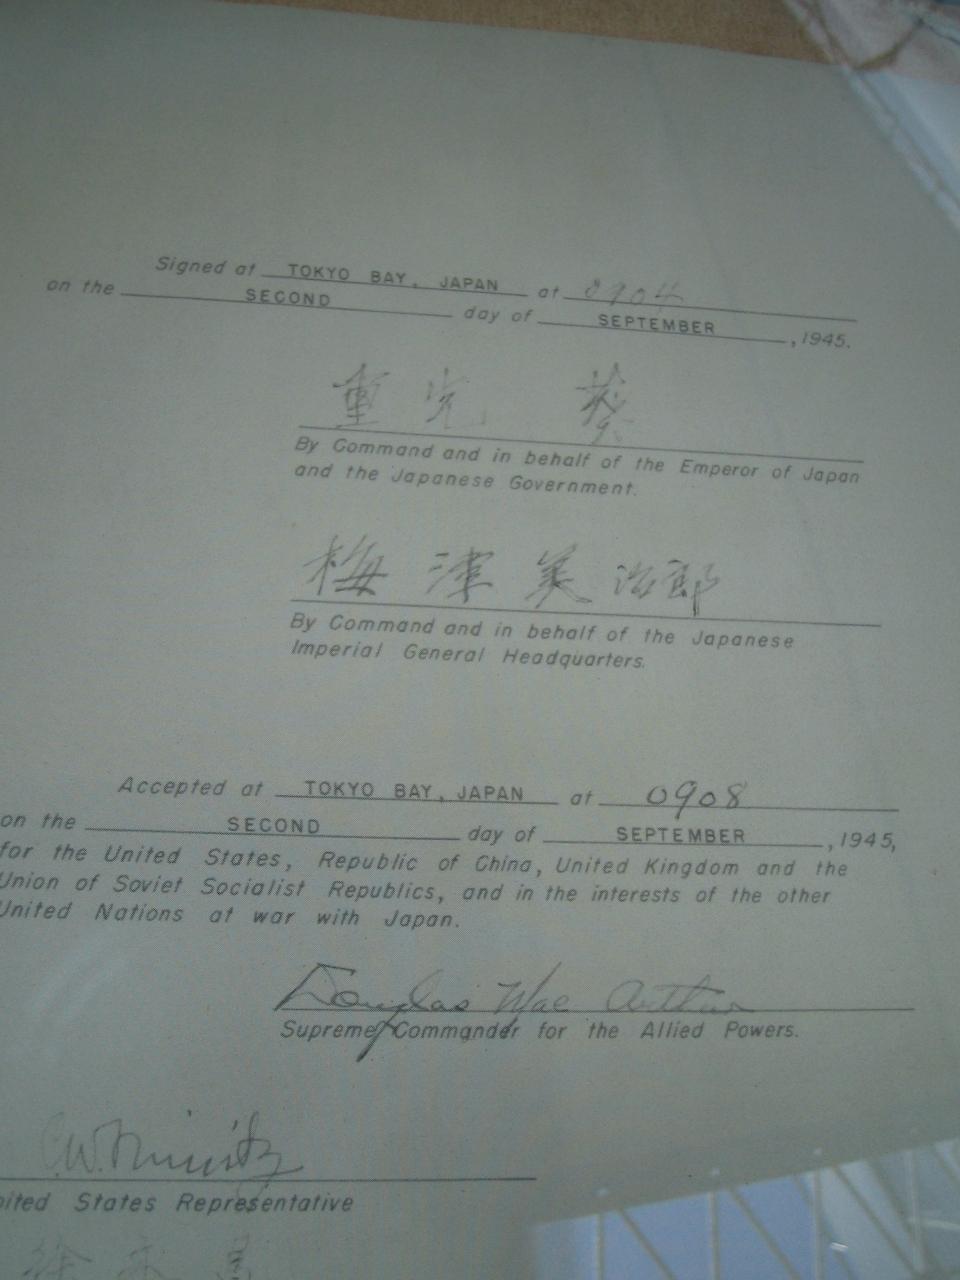 Signed at TOKYO BAY, JAPAN at 0904
on the SECOND day of SEPTEMBER, 1945.
重光 葵
By Command and in behalf of the Emperor of Japan
and the Japanese Government.
梅津美治郎
By Command and in behalf of the Japanese
Imperial General Headquarters.
Accepted at TOKYO BAY, JAPAN at 0908
on the SECOND day of SEPTEMBER, 1945,
for the United States, Republic of China, United Kingdom and the
Union of Soviet Socialist Republics, and in the interests of the other
United Nations at war with Japan.
Douglas MacArthur
Supreme Commander for the Allied Powers.
C.W. Nimitz
United States Representative
徐永昌